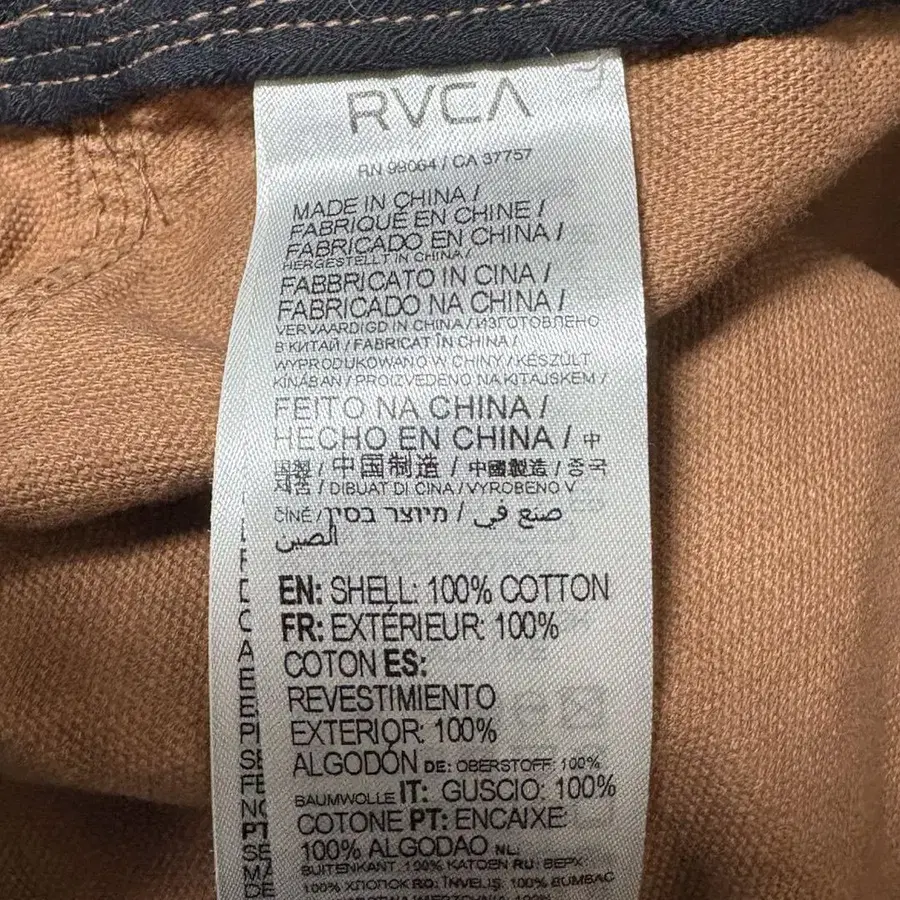 RVCA
RN 99064 / CA 37757
MADE IN CHINA /
FABRIQUÉ EN CHINE /
FABRICADO EN CHINA /
HERGESTELLT IN CHINA /
FABBRICATO IN CINA /
FABRICADO NA CHINA /
VERVAARDIGD IN CHINA / ИЗГОТОВЛЕНО
В КИТАЙ / FABRICAT ÎN CHINA /
WYPRODUKOWANO W CHINY / KÉSZÜLT
KÍNÁBAN / PROIZVEDENO NA KITAJSKEM /
FEITO NA CHINA /
HECHO EN CHINA / 中
国製 / 中国制造 / 中國製造 / 중국
제품 / DIBUAT DI CINA / VYROBENO V
ČÍNĚ / מיוצר בסין / صنع في
الصين
EN: SHELL: 100% COTTON
FR: EXTÉRIEUR: 100%
COTON ES:
REVESTIMIENTO
EXTERIOR: 100%
ALGODÓN DE: OBERSTOFF: 100%
BAUMWOLLE IT: GUSCIO: 100%
COTONE PT: ENCAIXE:
100% ALGODAO NL:
BUITENKANT: 100% KATOEN RU: ВЕРХ:
100% ХЛОПОК RO: ÎNVELIŞ: 100% BUMBAC